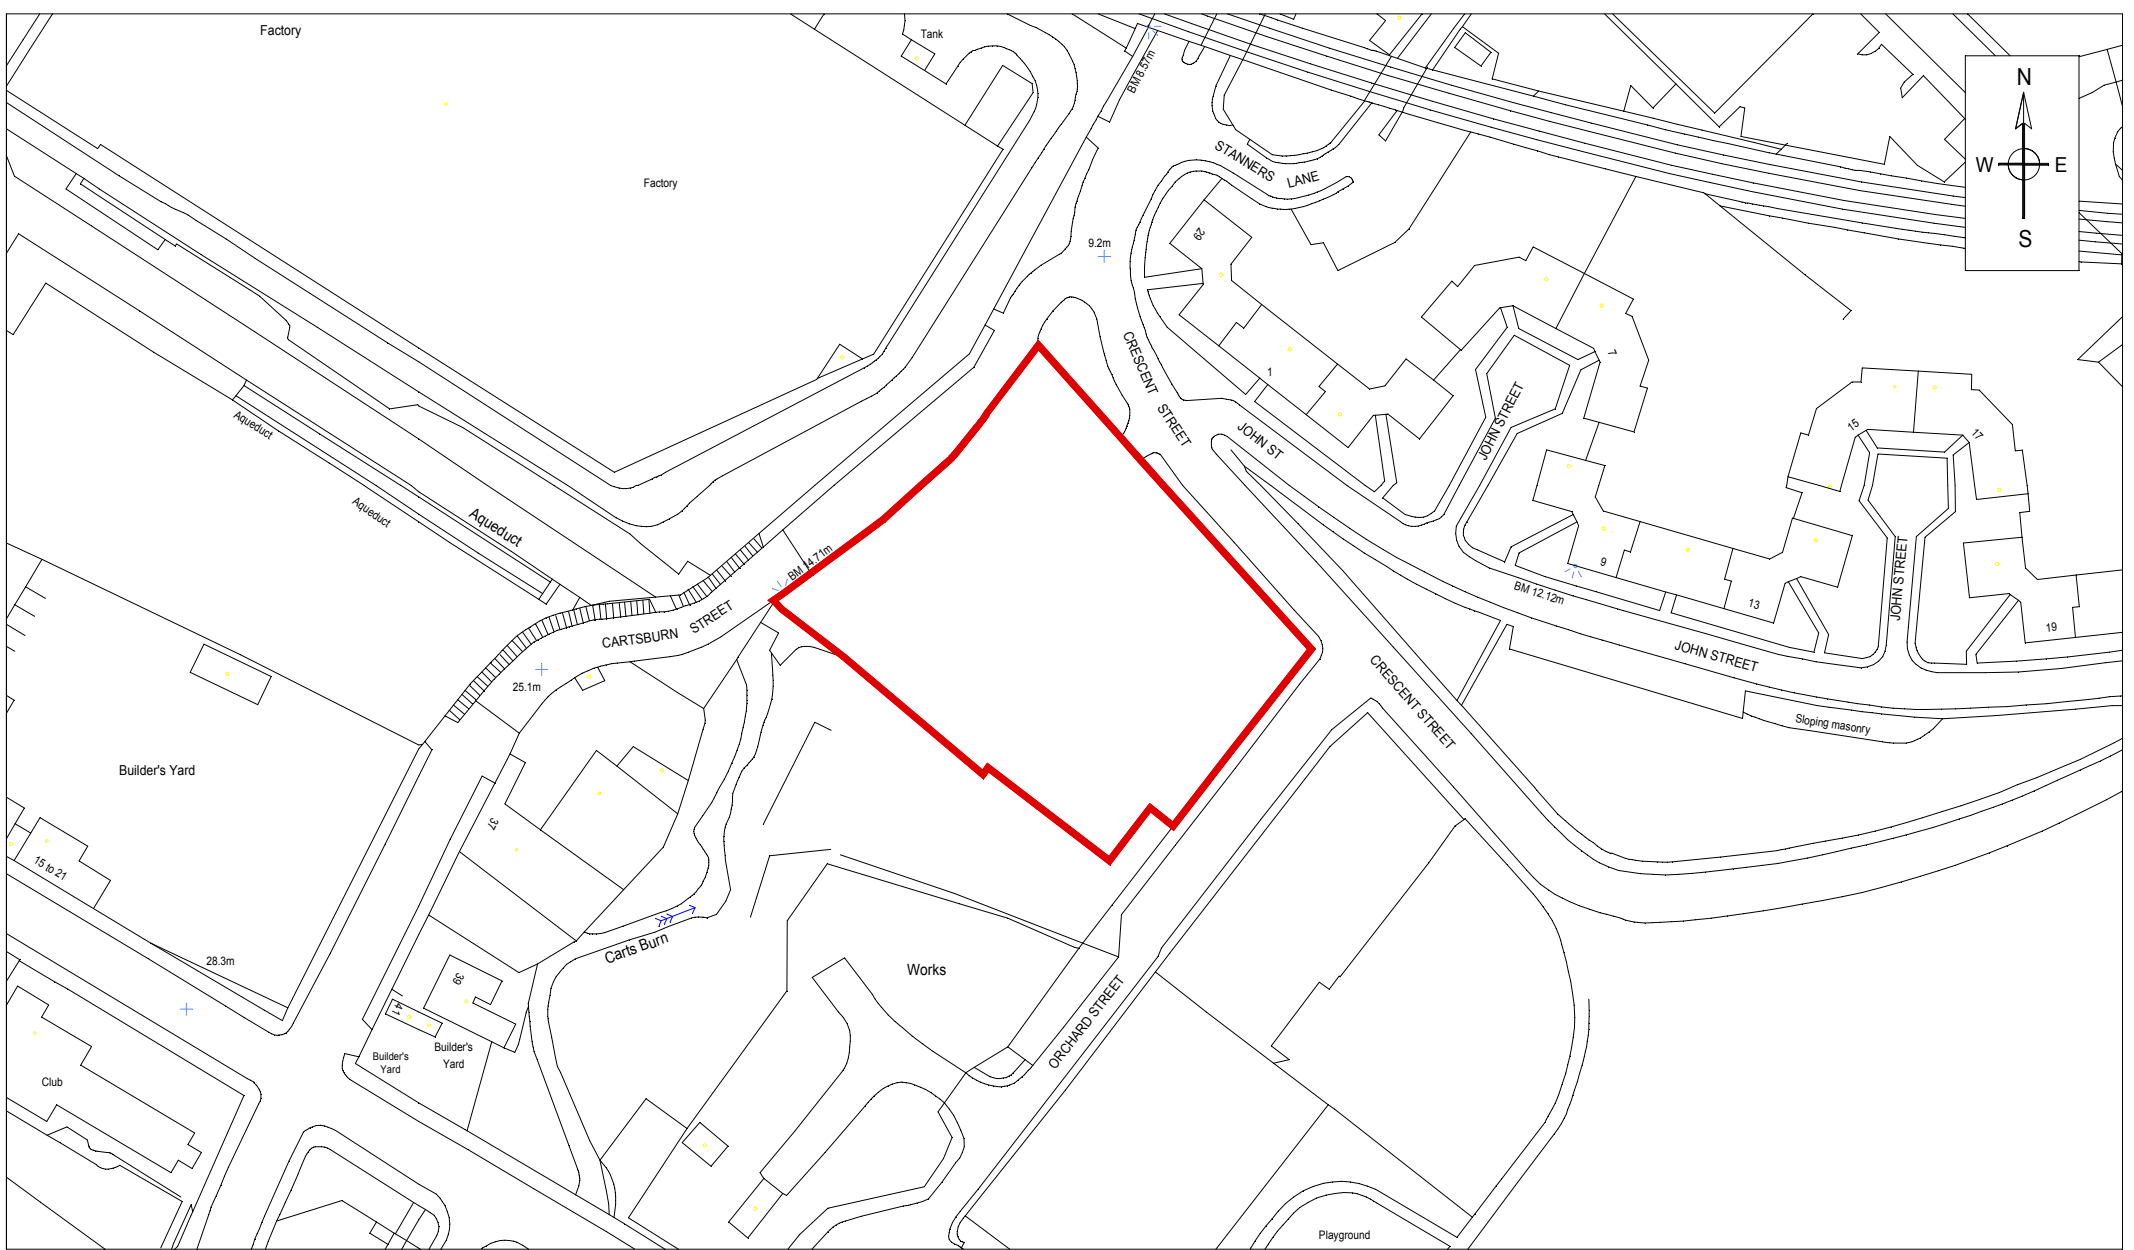 Factory
Tank
BM 8.57m
N
W E
S
STANNERS LANE
Factory
29
9.2m
CRESCENT STREET
1
7
JOHN STREET
JOHN ST
15
17
Aqueduct
Aqueduct
Aqueduct
BM 14.71m
9
BM 12.12m
13
JOHN STREET
19
CARTSBURN STREET
25.1m
JOHN STREET
CRESCENT STREET
Sloping masonry
Builder's Yard
37
15 to 21
Carts Burn
28.3m
39
41
Works
ORCHARD STREET
Builder's
Yard
Builder's
Yard
Club
Playground